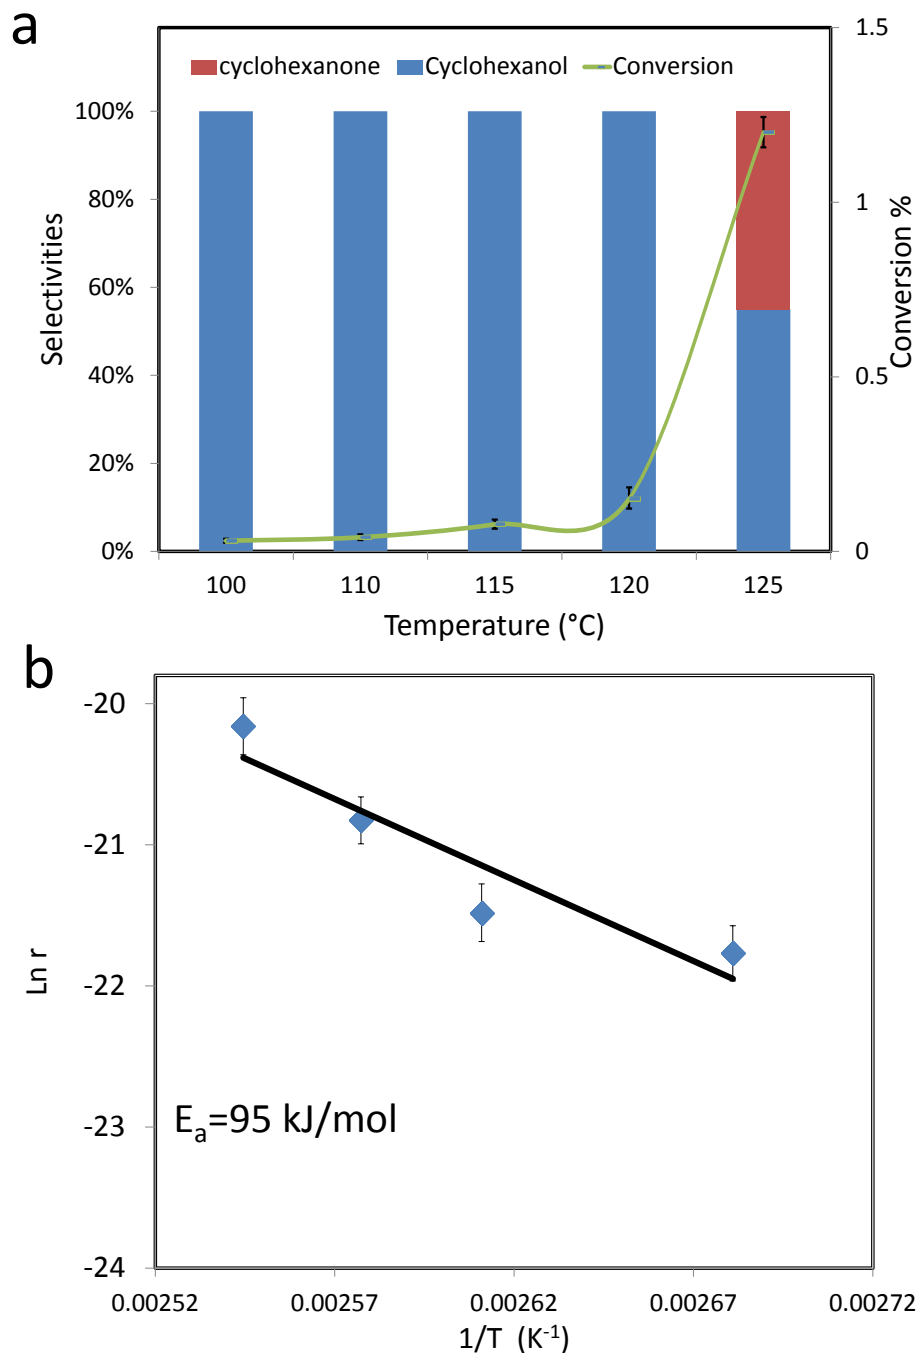 a
cyclohexanone Cyclohexanol Conversion
1.5
100%
80%
60%
40%
20%
0%
Selectivities
1
0.5
0
Conversion %
100 110 115 120 125
Temperature (°C)
b
-20
-21
-22
-23
-24
Ln r
Eₐ=95 kJ/mol
0.00252 0.00257 0.00262 0.00267 0.00272
1/T (K⁻¹)